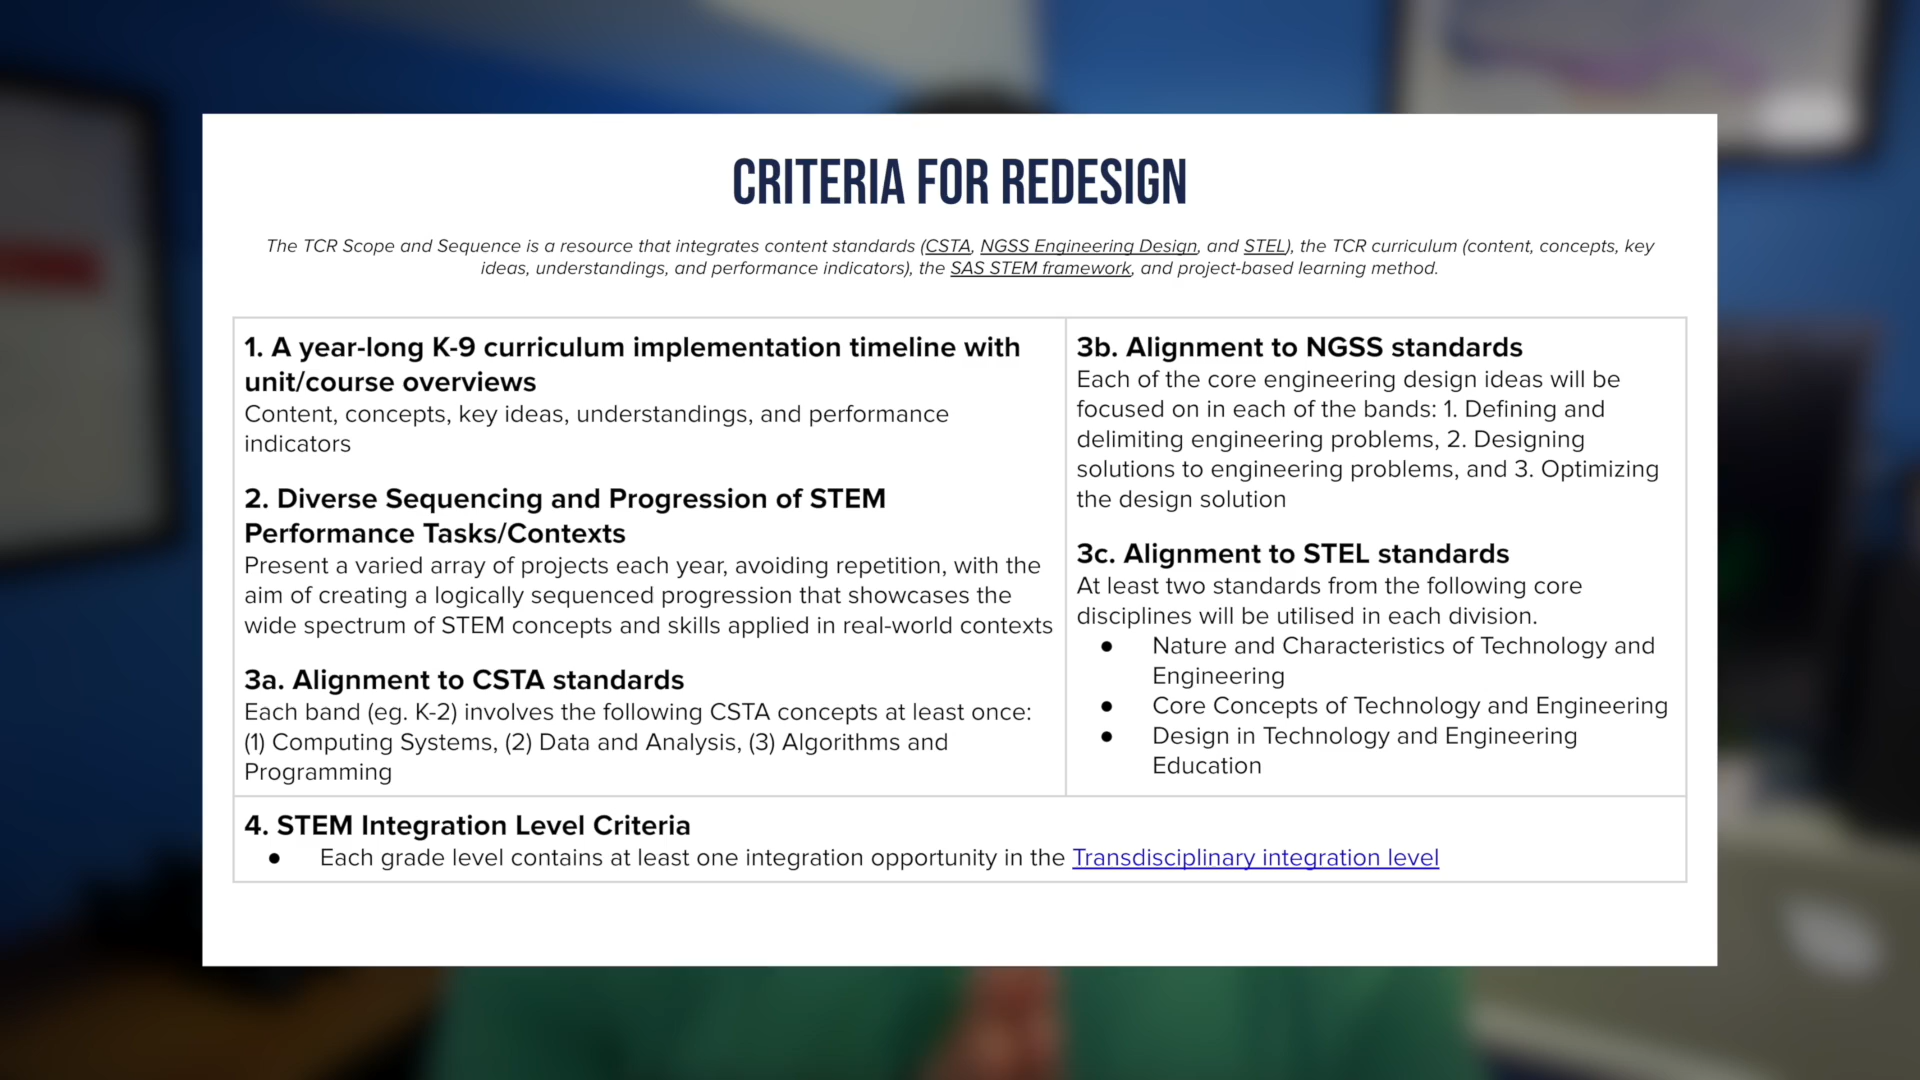 CRITERIA FOR REDESIGN
The TCR Scope and Sequence is a resource that integrates content standards (CSTA, NGSS Engineering Design, and STEL), the TCR curriculum (content, concepts, key
ideas, understandings, and performance indicators), the SAS STEM framework, and project-based learning method.
1. A year-long K-9 curriculum implementation timeline with
unit/course overviews
Content, concepts, key ideas, understandings, and performance
indicators
2. Diverse Sequencing and Progression of STEM
Performance Tasks/Contexts
Present a varied array of projects each year, avoiding repetition, with the
aim of creating a logically sequenced progression that showcases the
wide spectrum of STEM concepts and skills applied in real-world contexts
3a. Alignment to CSTA standards
Each band (eg. K-2) involves the following CSTA concepts at least once:
(1) Computing Systems, (2) Data and Analysis, (3) Algorithms and
Programming
3b. Alignment to NGSS standards
Each of the core engineering design ideas will be
focused on in each of the bands: 1. Defining and
delimiting engineering problems, 2. Designing
solutions to engineering problems, and 3. Optimizing
the design solution
3c. Alignment to STEL standards
At least two standards from the following core
disciplines will be utilised in each division.
● Nature and Characteristics of Technology and
Engineering
● Core Concepts of Technology and Engineering
● Design in Technology and Engineering
Education
4. STEM Integration Level Criteria
● Each grade level contains at least one integration opportunity in the Transdisciplinary integration level